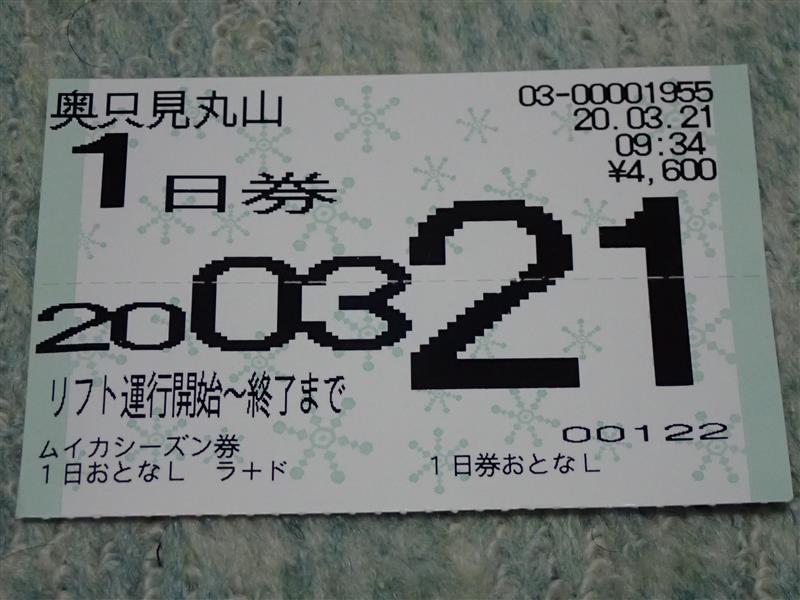 奥只見丸山
03-00001955
20.03.21
09:34
¥4,600
1日券
20 03 21
リフト運行開始~終了まで
00122
ムイカシーズン券
1日おとなL ラ+ド
1日券おとなL